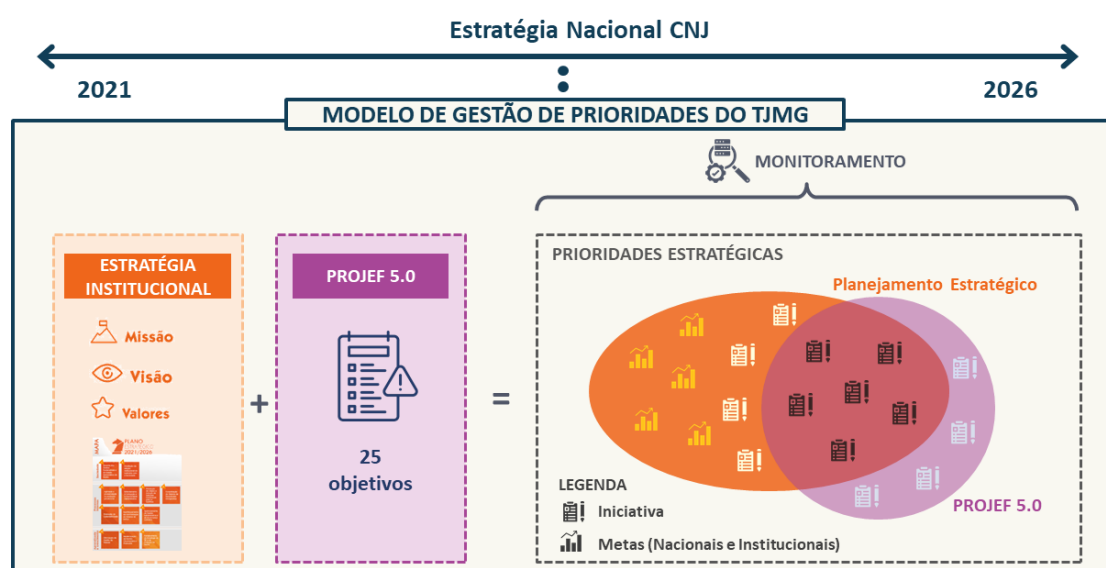 Estratégia Nacional CNJ
2021
2026
MODELO DE GESTÃO DE PRIORIDADES DO TJMG
MONITORAMENTO
ESTRATÉGIA
INSTITUCIONAL
Missão
Visão
Valores
PLANO
ESTRATÉGICO
2021/2026
+
PROJEF 5.0
25
objetivos
=
PRIORIDADES ESTRATÉGICAS
Planejamento Estratégico
PROJEF 5.0
LEGENDA
Iniciativa
Metas (Nacionais e Institucionais)